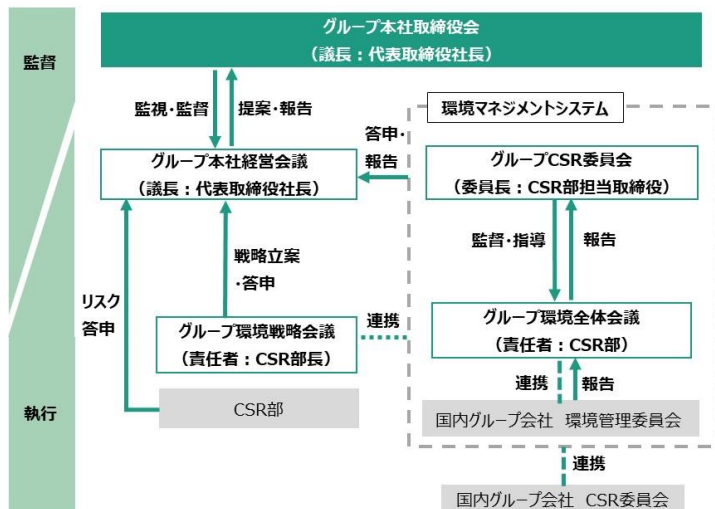 グループ本社取締役会
（議長：代表取締役社長）
監督
監視・監督
提案・報告
環境マネジメントシステム
答申・
報告
グループ本社経営会議
（議長：代表取締役社長）
グループCSR委員会
（委員長：CSR部担当取締役）
監督・指導
報告
戦略立案
・答申
リスク
答申
グループ環境戦略会議
（責任者：CSR部長）
連携
グループ環境全体会議
（責任者：CSR部）
連携
報告
執行
CSR部
国内グループ会社 環境管理委員会
連携
国内グループ会社 CSR委員会